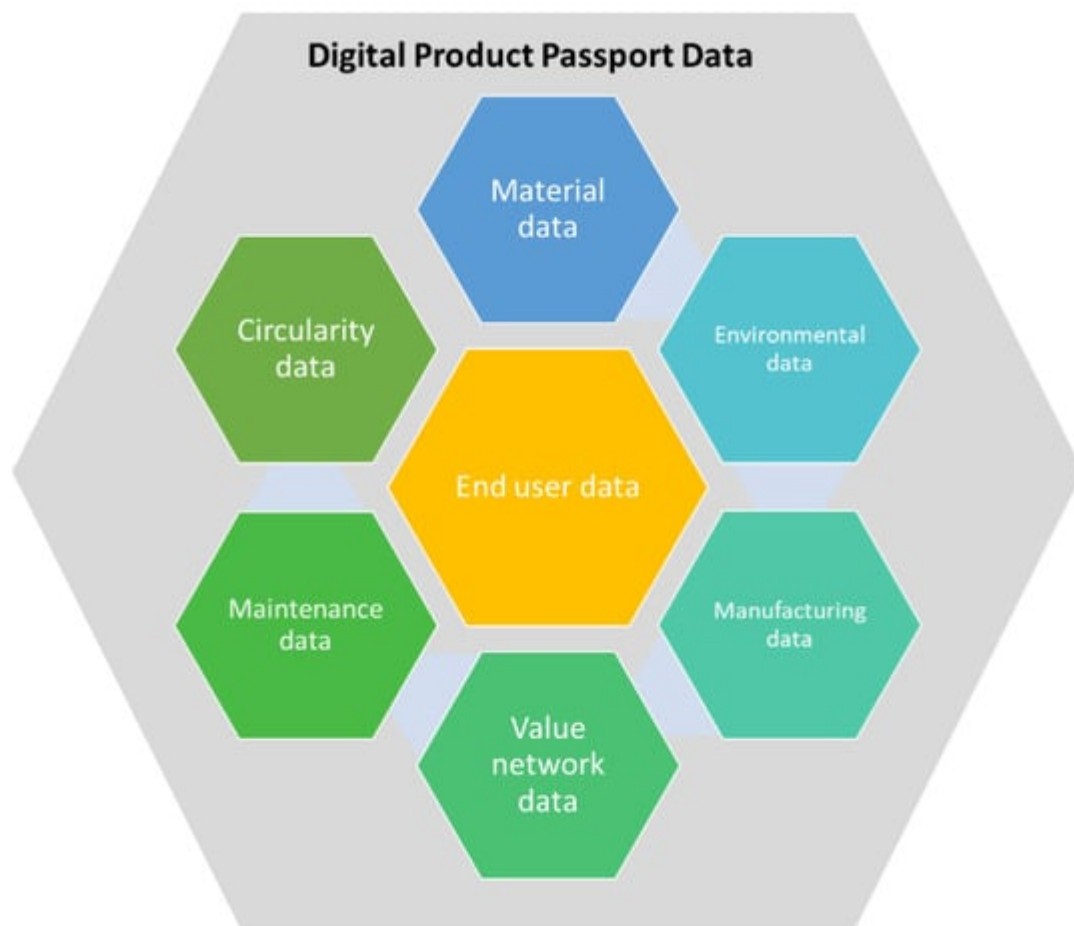 Digital Product Passport Data
Material
data
Circularity
data
Environmental
data
End user data
Maintenance
data
Manufacturing
data
Value
network
data